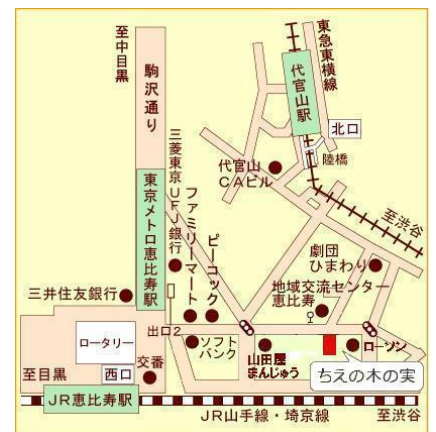 至中目黒
駒沢通り
東急東横線
代官山駅
北口
陸橋
代官山
CAビル
三菱東京UFJ銀行
ファミリーマート
ピーコック
東京メトロ恵比寿駅
至渋谷
劇団
ひまわり
地域交流センター
恵比寿
三井住友銀行
出口2
ロータリー
ソフト
バンク
山田屋
まんじゅう
ローソン
ちえの木の実
至目黒
西口
交番
JR恵比寿駅
JR山手線・埼京線
至渋谷